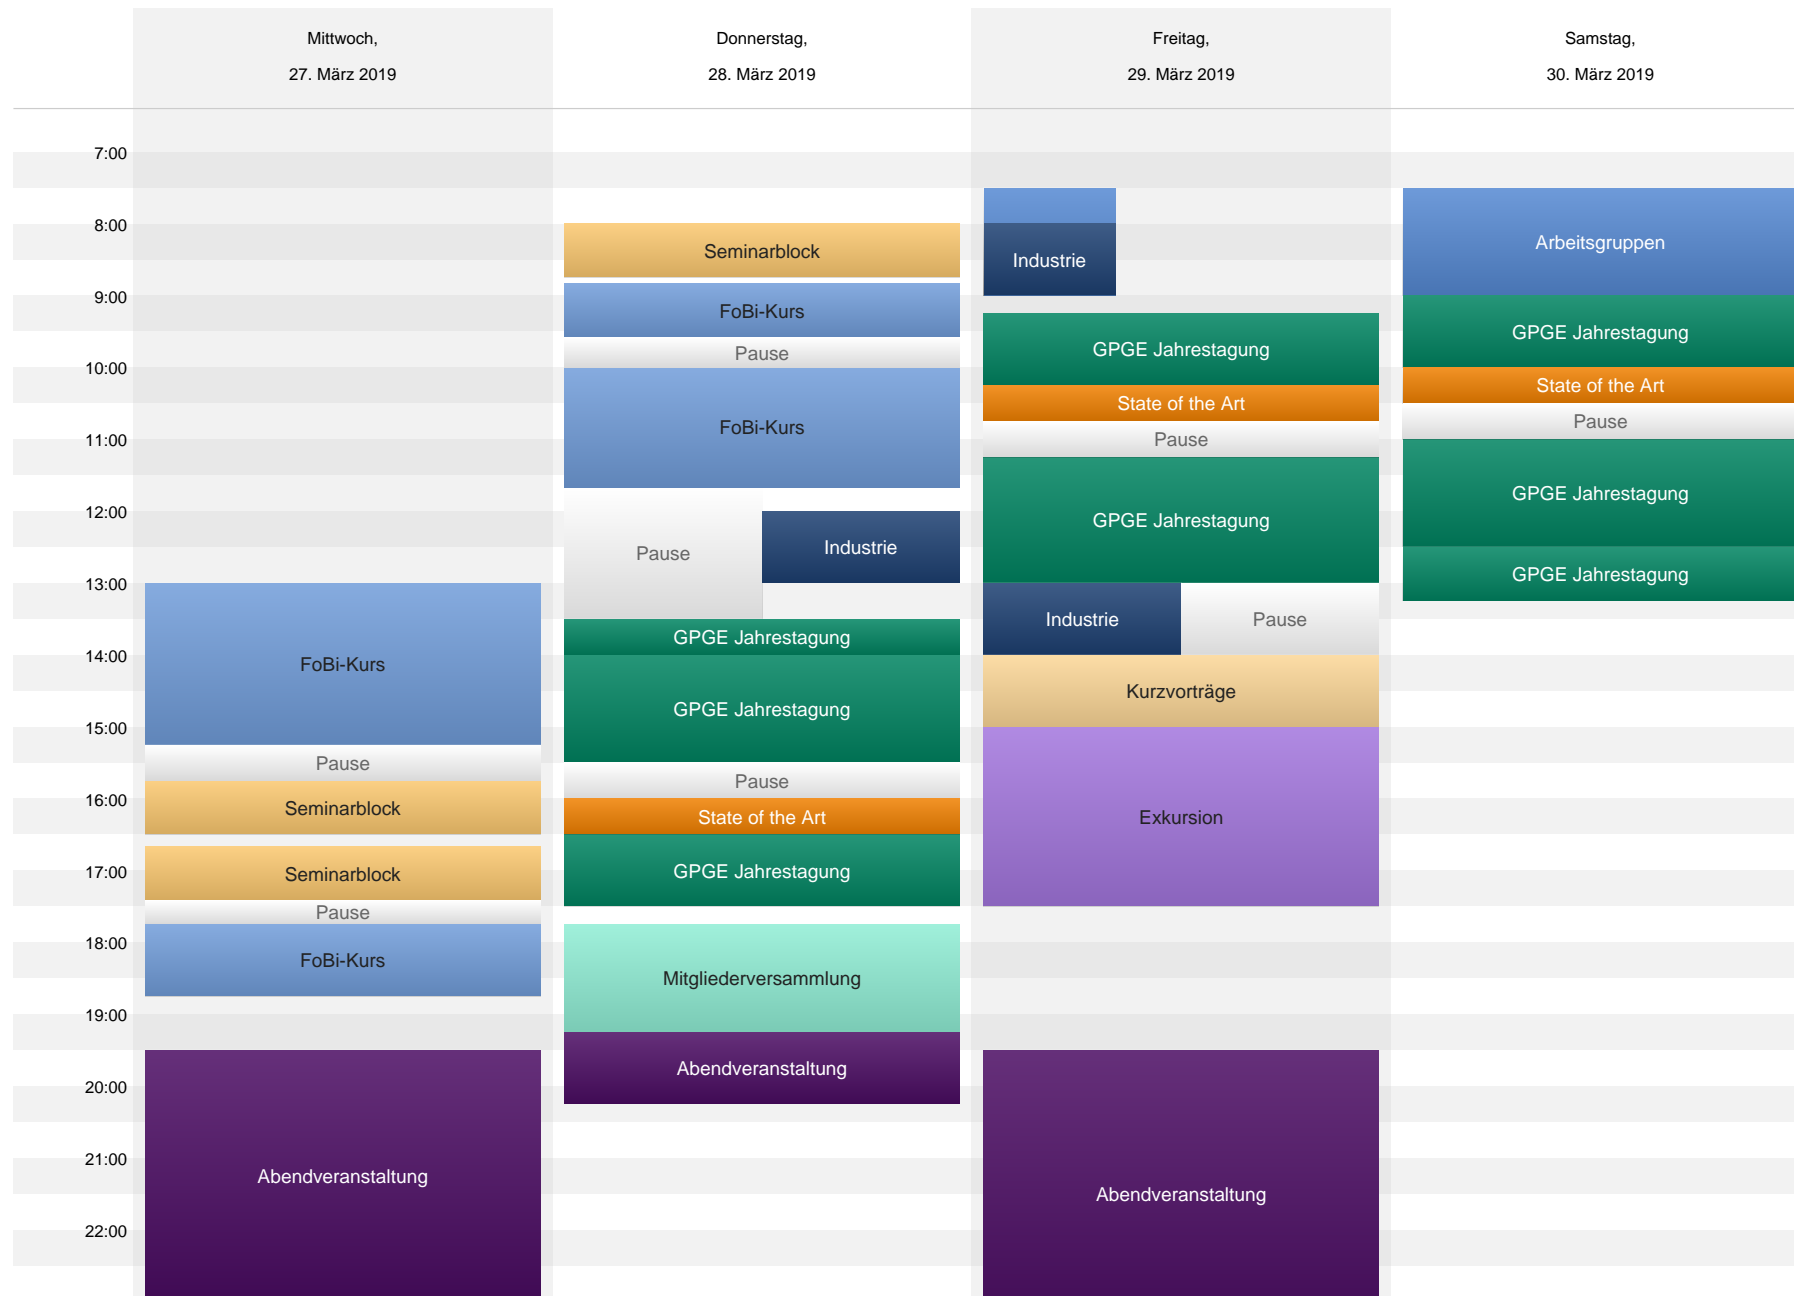 Mittwoch,
27. März 2019
Donnerstag,
28. März 2019
Freitag,
29. März 2019
Samstag,
30. März 2019
7:00
8:00
9:00
10:00
11:00
12:00
13:00
14:00
15:00
16:00
17:00
18:00
19:00
20:00
21:00
22:00
FoBi-Kurs
Pause
Seminarblock
Seminarblock
Pause
FoBi-Kurs
Abendveranstaltung
Seminarblock
FoBi-Kurs
Pause
FoBi-Kurs
Pause
Industrie
GPGE Jahrestagung
GPGE Jahrestagung
Pause
State of the Art
GPGE Jahrestagung
Mitgliederversammlung
Abendveranstaltung
Industrie
GPGE Jahrestagung
State of the Art
Pause
GPGE Jahrestagung
Industrie
Pause
Kurzvorträge
Exkursion
Abendveranstaltung
Arbeitsgruppen
GPGE Jahrestagung
State of the Art
Pause
GPGE Jahrestagung
GPGE Jahrestagung